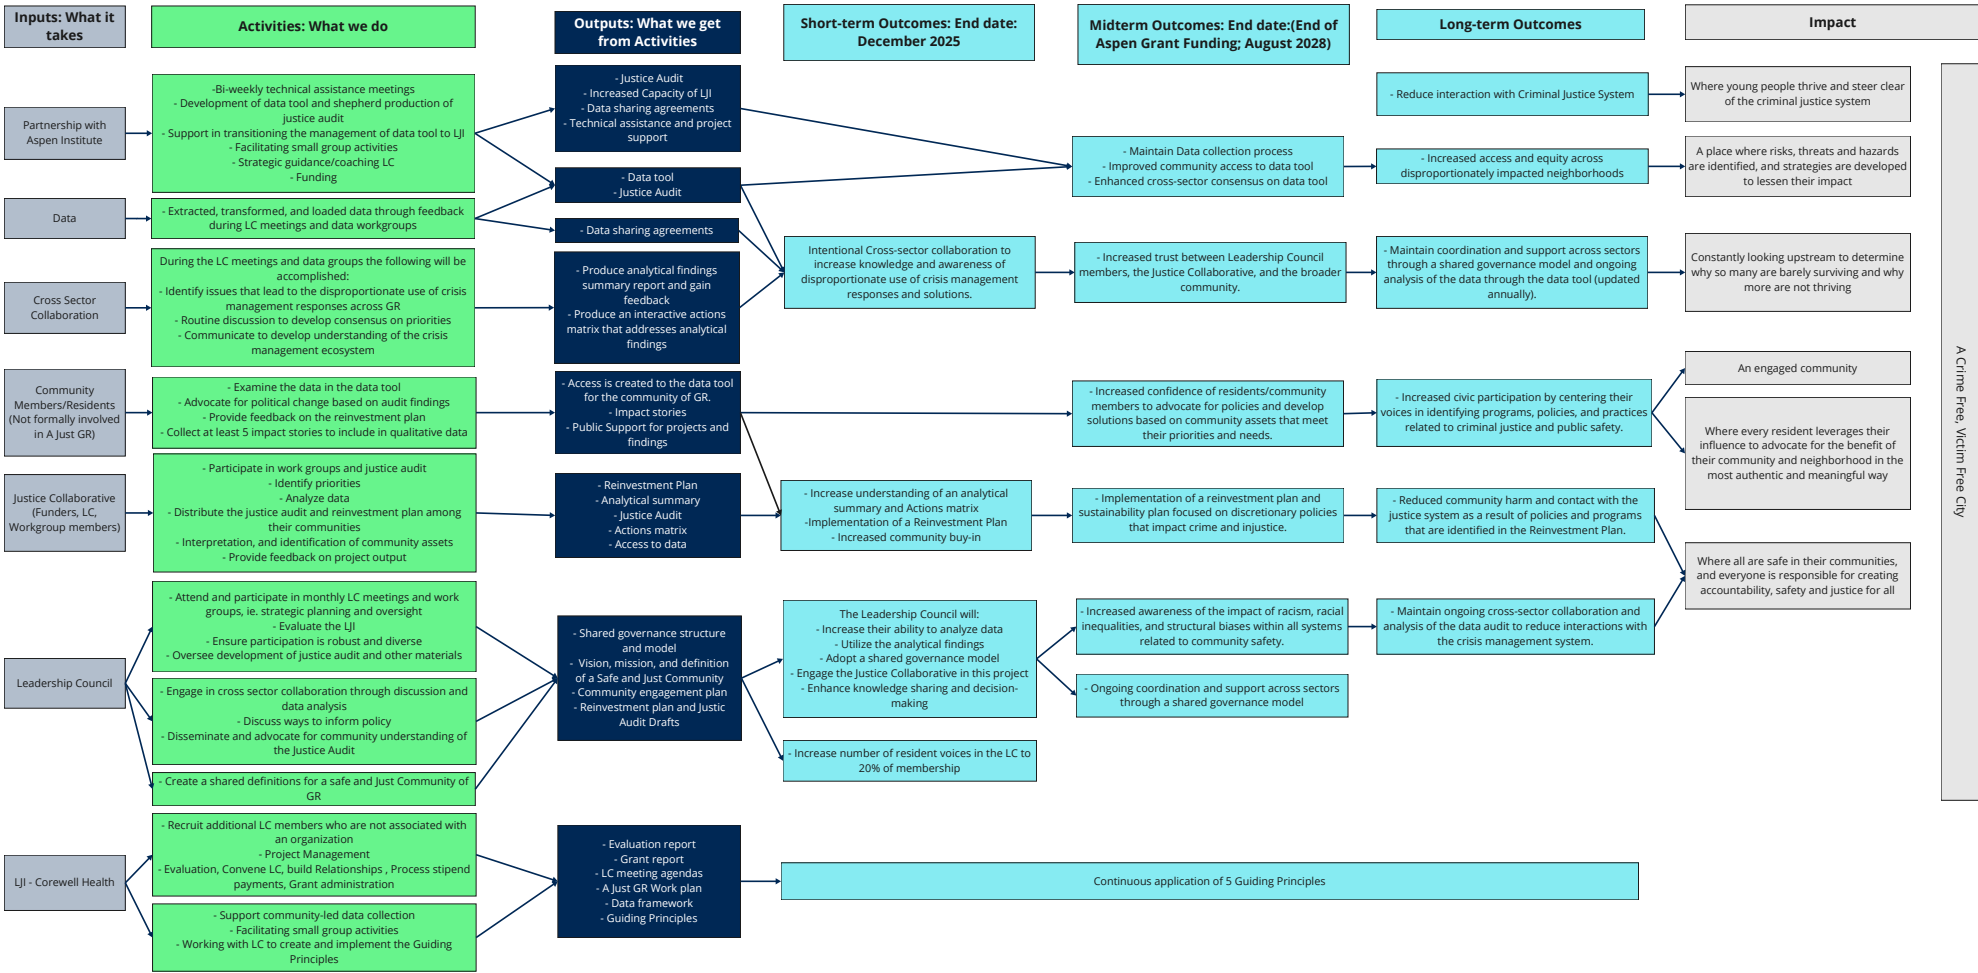 Inputs: What it
takes
Activities: What we do
Outputs: What we get
from Activities
Short-term Outcomes: End date:
December 2025
Midterm Outcomes: End date:(End of
Aspen Grant Funding; August 2028)
Long-term Outcomes
Impact
Partnership with
Aspen Institute
-Bi-weekly technical assistance meetings
- Development of data tool and shepherd production of
justice audit
- Support in transitioning the management of data tool to LJI
- Facilitating small group activities
- Strategic guidance/coaching LC
- Funding
- Justice Audit
- Increased Capacity of LJI
- Data sharing agreements
- Technical assistance and project
support
- Data tool
- Justice Audit
- Maintain Data collection process
- Improved community access to data tool
- Enhanced cross-sector consensus on data tool
- Reduce interaction with Criminal Justice System
- Increased access and equity across
disproportionately impacted neighborhoods
Where young people thrive and steer clear
of the criminal justice system
A place where risks, threats and hazards
are identified, and strategies are developed
to lessen their impact
Data
- Extracted, transformed, and loaded data through feedback
during LC meetings and data workgroups
- Data sharing agreements
Cross Sector
Collaboration
During the LC meetings and data groups the following will be
accomplished:
- Identify issues that lead to the disproportionate use of crisis
management responses across GR
- Routine discussion to develop consensus on priorities
- Communicate to develop understanding of the crisis
management ecosystem
- Produce analytical findings
summary report and gain
feedback
- Produce an interactive actions
matrix that addresses analytical
findings
Intentional Cross-sector collaboration to
increase knowledge and awareness of
disproportionate use of crisis management
responses and solutions.
- Increased trust between Leadership Council
members, the Justice Collaborative, and the broader
community.
- Maintain coordination and support across sectors
through a shared governance model and ongoing
analysis of the data through the data tool (updated
annually).
Constantly looking upstream to determine
why so many are barely surviving and why
more are not thriving
Community
Members/Residents
(Not formally involved
in A Just GR)
- Examine the data in the data tool
- Advocate for political change based on audit findings
- Provide feedback on the reinvestment plan
- Collect at least 5 impact stories to include in qualitative data
- Access is created to the data tool
for the community of GR.
- Impact stories
- Public Support for projects and
findings
- Increased confidence of residents/community
members to advocate for policies and develop
solutions based on community assets that meet
their priorities and needs.
- Increased civic participation by centering their
voices in identifying programs, policies, and practices
related to criminal justice and public safety.
An engaged community
Where every resident leverages their
influence to advocate for the benefit of
their community and neighborhood in the
most authentic and meaningful way
Justice Collaborative
(Funders, LC,
Workgroup members)
- Participate in work groups and justice audit
- Identify priorities
- Analyze data
- Distribute the justice audit and reinvestment plan among
their communities
- Interpretation, and identification of community assets
- Provide feedback on project output
- Reinvestment Plan
- Analytical summary
- Justice Audit
- Actions matrix
- Access to data
- Increase understanding of an analytical
summary and Actions matrix
-Implementation of a Reinvestment Plan
- Increased community buy-in
- Implementation of a reinvestment plan and
sustainability plan focused on discretionary policies
that impact crime and injustice.
- Reduced community harm and contact with the
justice system as a result of policies and programs
that are identified in the Reinvestment Plan.
Where all are safe in their communities,
and everyone is responsible for creating
accountability, safety and justice for all
Leadership Council
- Attend and participate in monthly LC meetings and work
groups, ie. strategic planning and oversight
- Evaluate the LJI
- Ensure participation is robust and diverse
- Oversee development of justice audit and other materials
- Engage in cross sector collaboration through discussion and
data analysis
- Discuss ways to inform policy
- Disseminate and advocate for community understanding of
the Justice Audit
- Create a shared definitions for a safe and Just Community of
GR
- Shared governance structure
and model
- Vision, mission, and definition
of a Safe and Just Community
- Community engagement plan
- Reinvestment plan and Justic
Audit Drafts
The Leadership Council will:
- Increase their ability to analyze data
- Utilize the analytical findings
- Adopt a shared governance model
- Engage the Justice Collaborative in this project
- Enhance knowledge sharing and decision-
making
- Increase number of resident voices in the LC to
20% of membership
- Increased awareness of the impact of racism, racial
inequalities, and structural biases within all systems
related to community safety.
- Ongoing coordination and support across sectors
through a shared governance model
- Maintain ongoing cross-sector collaboration and
analysis of the data audit to reduce interactions with
the crisis management system.
LJI - Corewell Health
- Recruit additional LC members who are not associated with
an organization
- Project Management
- Evaluation, Convene LC, build Relationships , Process stipend
payments, Grant administration
- Support community-led data collection
- Facilitating small group activities
- Working with LC to create and implement the Guiding
Principles
- Evaluation report
- Grant report
- LC meeting agendas
- A Just GR Work plan
- Data framework
- Guiding Principles
Continuous application of 5 Guiding Principles
A Crime Free, Victim Free City